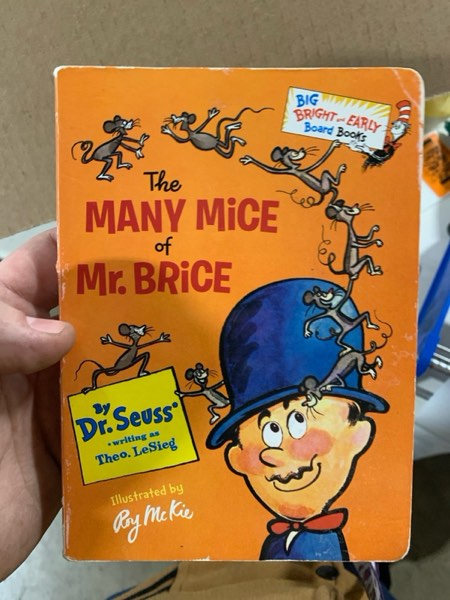 BIG
BRIGHT and EARLY
Board Books
The
MANY MiCE
of
Mr. BRiCE
By
Dr. Seuss
• writing as
Theo. LeSieg
Illustrated by
Roy McKie